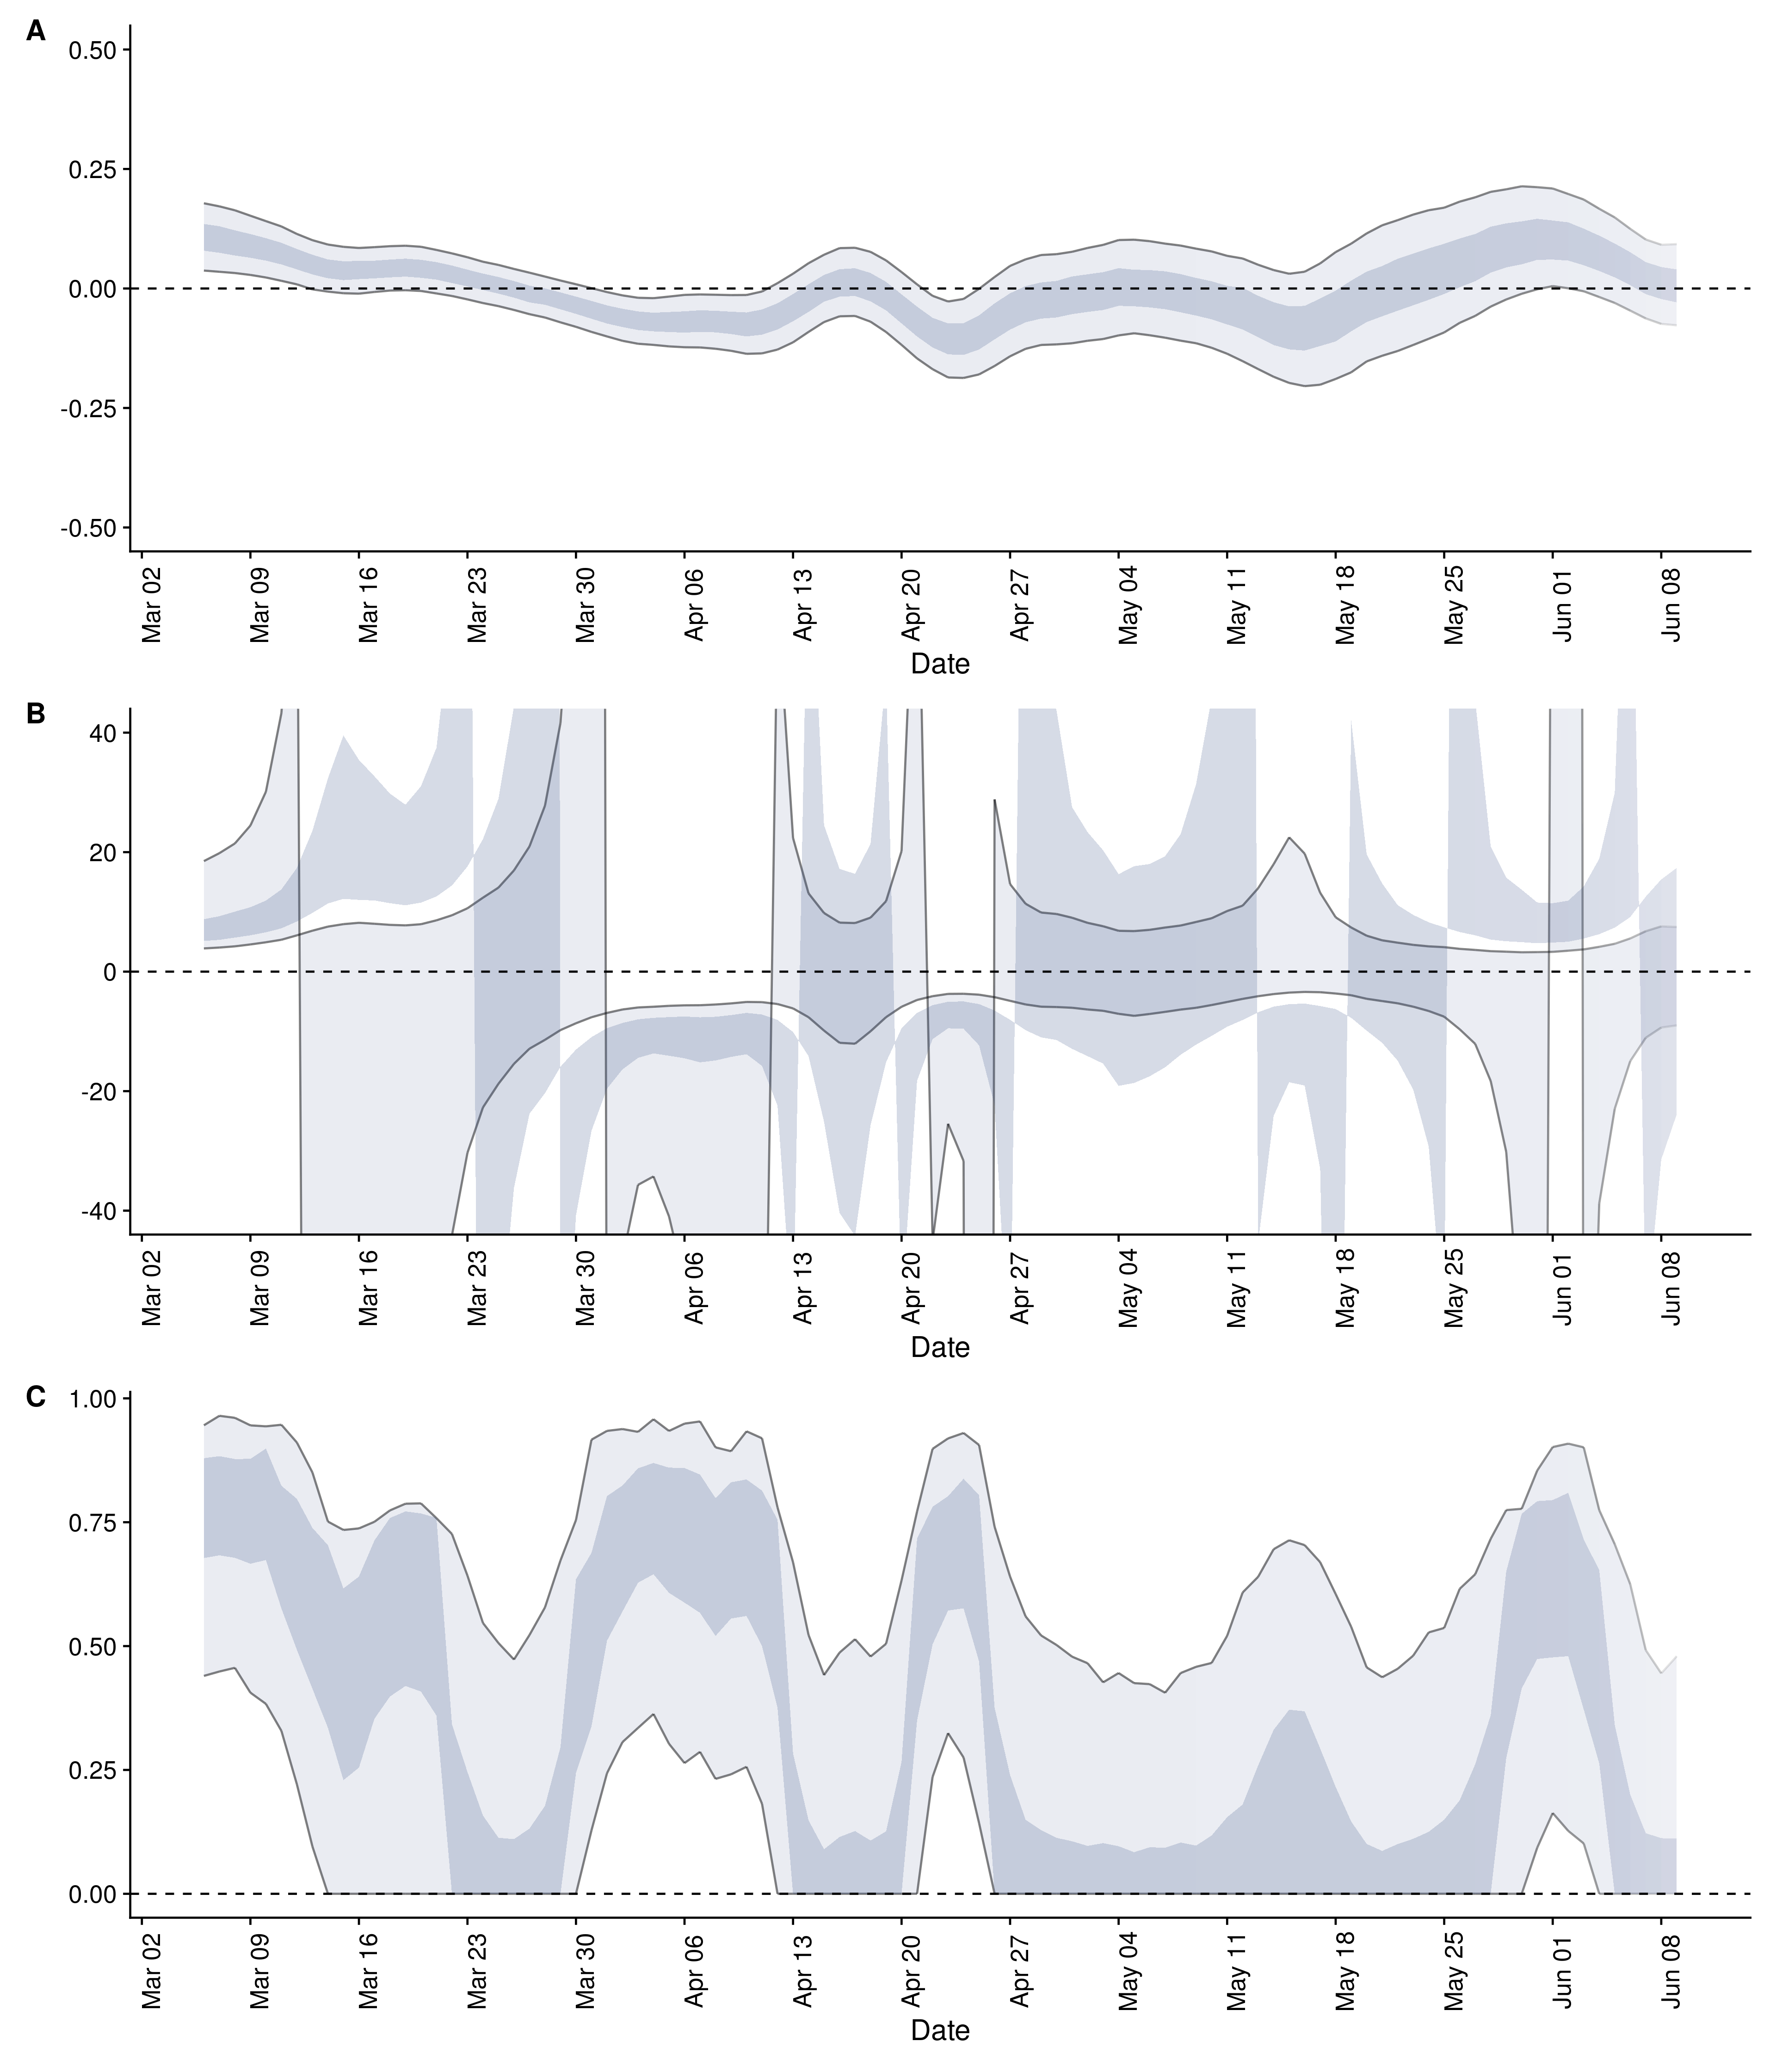 A
0.50
0.25
0.00
-0.25
-0.50
Mar 02
Mar 09
Mar 16
Mar 23
Mar 30
Apr 06
Apr 13
Apr 20
Apr 27
May 04
May 11
May 18
May 25
Jun 01
Jun 08
Date
B
40
20
0
-20
-40
Mar 02
Mar 09
Mar 16
Mar 23
Mar 30
Apr 06
Apr 13
Apr 20
Apr 27
May 04
May 11
May 18
May 25
Jun 01
Jun 08
Date
C
1.00
0.75
0.50
0.25
0.00
Mar 02
Mar 09
Mar 16
Mar 23
Mar 30
Apr 06
Apr 13
Apr 20
Apr 27
May 04
May 11
May 18
May 25
Jun 01
Jun 08
Date